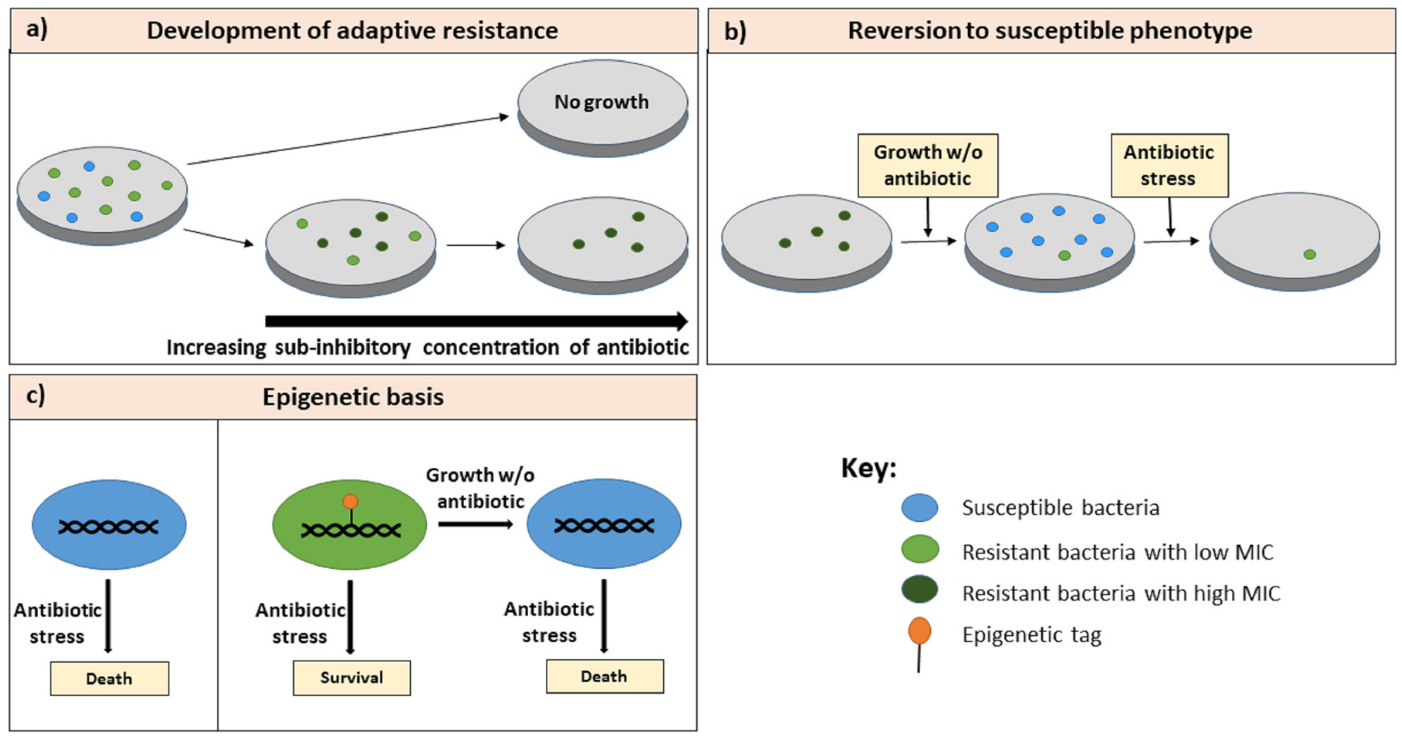 a)
Development of adaptive resistance
No growth
Increasing sub-inhibitory concentration of antibiotic
b)
Reversion to susceptible phenotype
Growth w/o
antibiotic
Antibiotic
stress
c)
Epigenetic basis
Antibiotic
stress
Death
Antibiotic
stress
Survival
Growth w/o
antibiotic
Antibiotic
stress
Death
Key:
Susceptible bacteria
Resistant bacteria with low MIC
Resistant bacteria with high MIC
Epigenetic tag